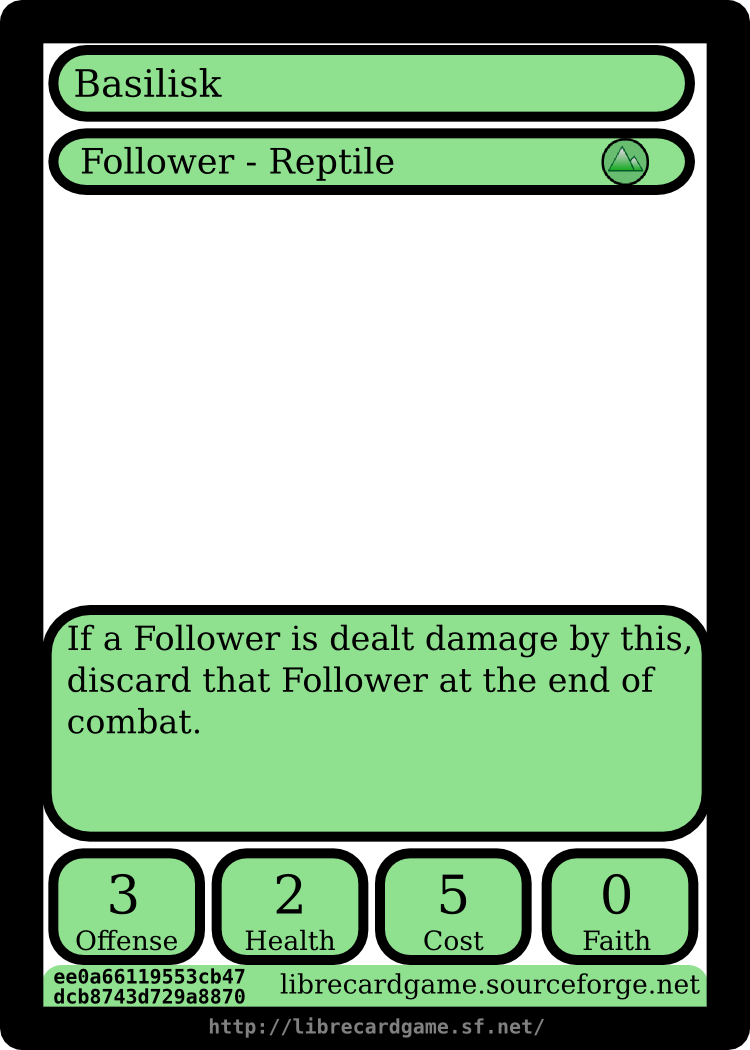 Basilisk
Follower - Reptile
If a Follower is dealt damage by this,
discard that Follower at the end of
combat.
3 2 5 0
Offense Health Cost Faith
ee0a66119553cb47
dcb8743d729a8870
librecardgame.sourceforge.net
http://librecardgame.sf.net/